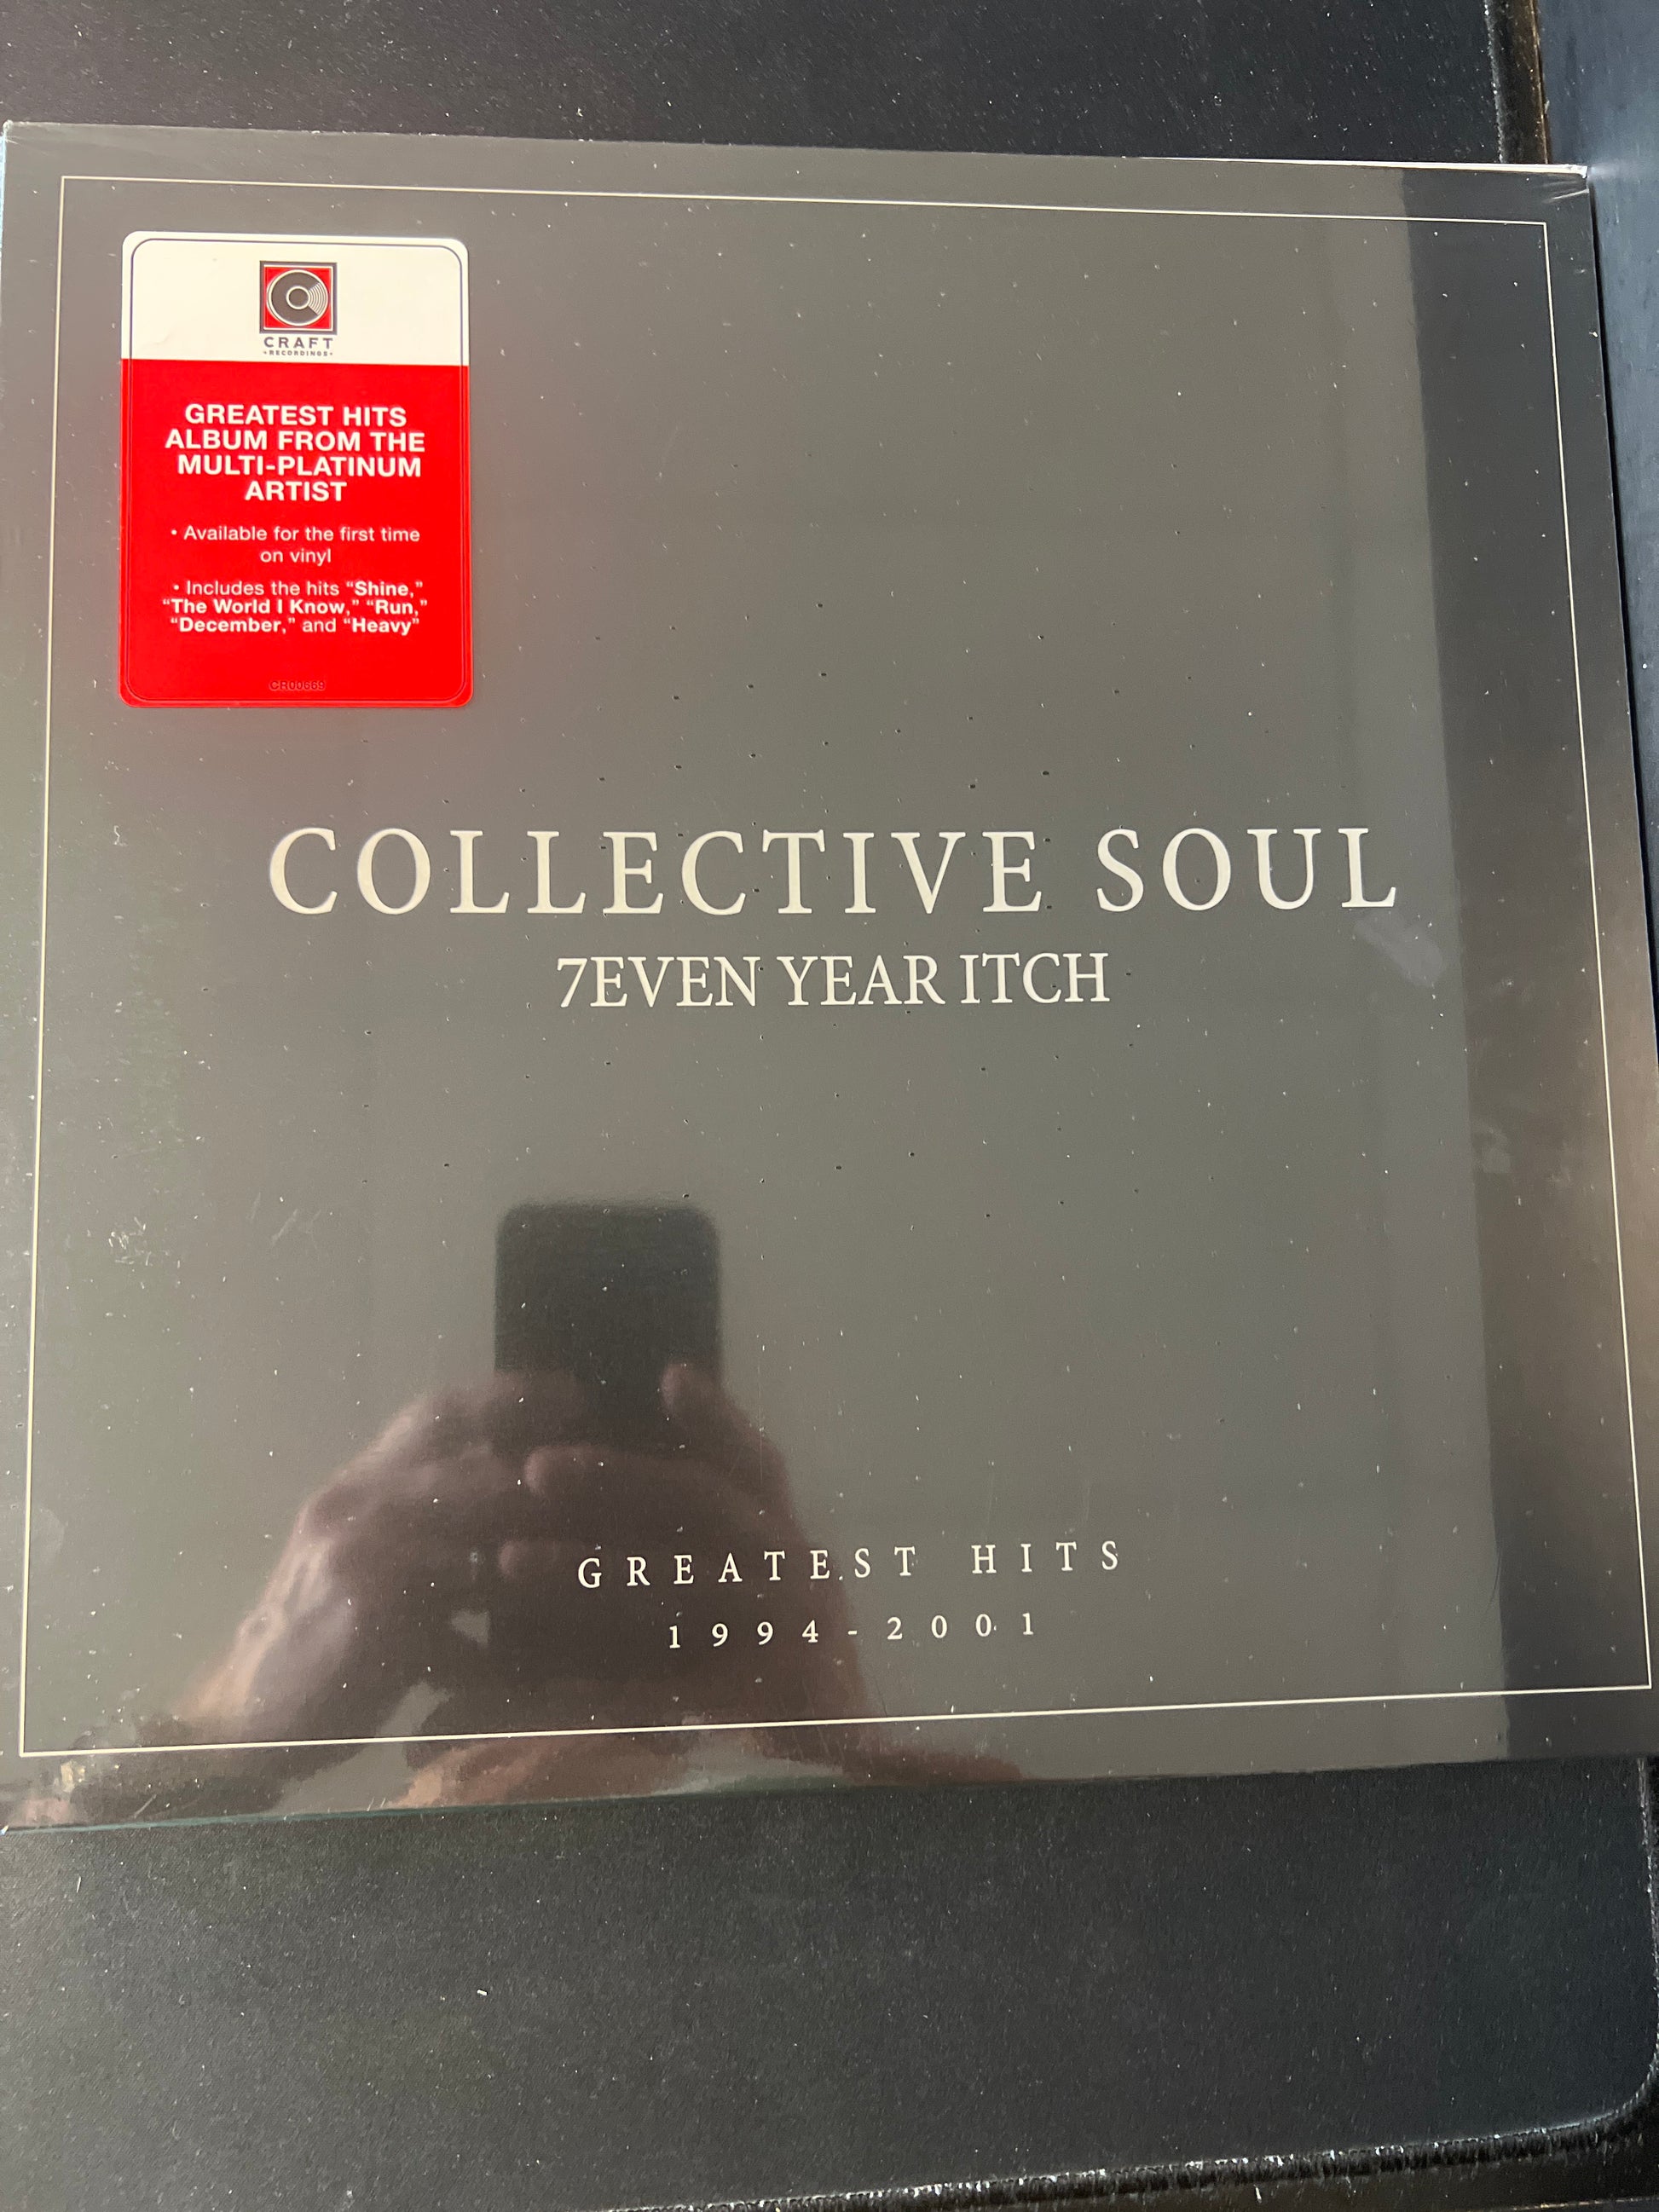 CRAFT
•RECORDINGS•
GREATEST HITS
ALBUM FROM THE
MULTI-PLATINUM
ARTIST
• Available for the first time
on vinyl
• Includes the hits “Shine,”
“The World I Know,” “Run,”
“December,” and “Heavy”
CR00669
COLLECTIVE SOUL
7EVEN YEAR ITCH
GREATEST HITS
1994-2001